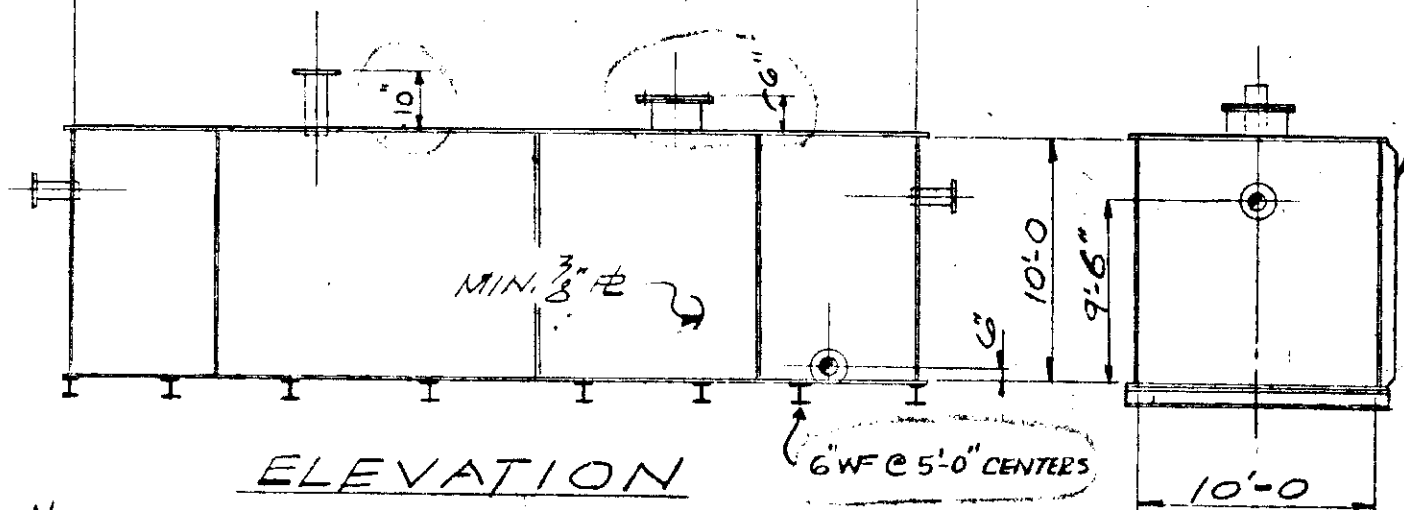 10"
6"
MIN. 3/8" PL
6"
10'-0
9'-6"
6"WF @ 5'-0" CENTERS
ELEVATION
10'-0